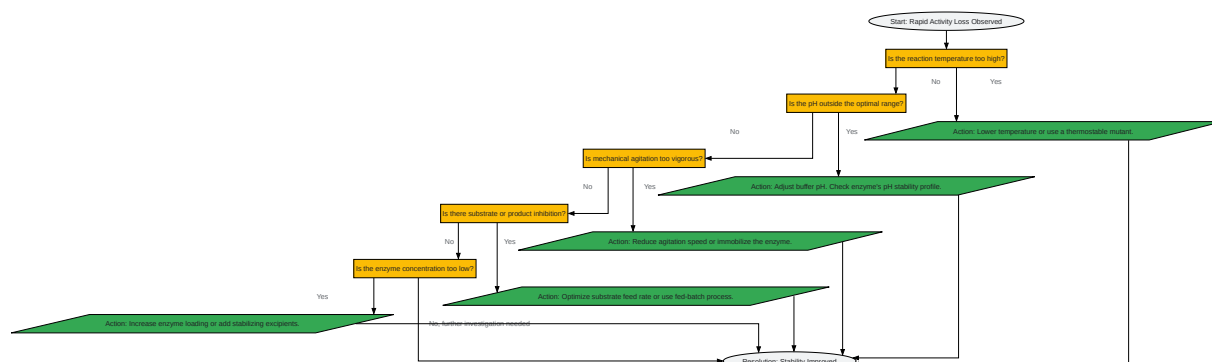 Start: Rapid Activity Loss Observed
Is the reaction temperature too high?
No
Yes
Is the pH outside the optimal range?
No
Yes
Action: Lower temperature or use a thermostable mutant.
Is mechanical agitation too vigorous?
No
Yes
Action: Adjust buffer pH. Check enzyme's pH stability profile.
Is there substrate or product inhibition?
No
Yes
Action: Reduce agitation speed or immobilize the enzyme.
Is the enzyme concentration too low?
Yes
Action: Optimize substrate feed rate or use fed-batch process.
Action: Increase enzyme loading or add stabilizing excipients.
No, further investigation needed
Resolution: Stability Improved